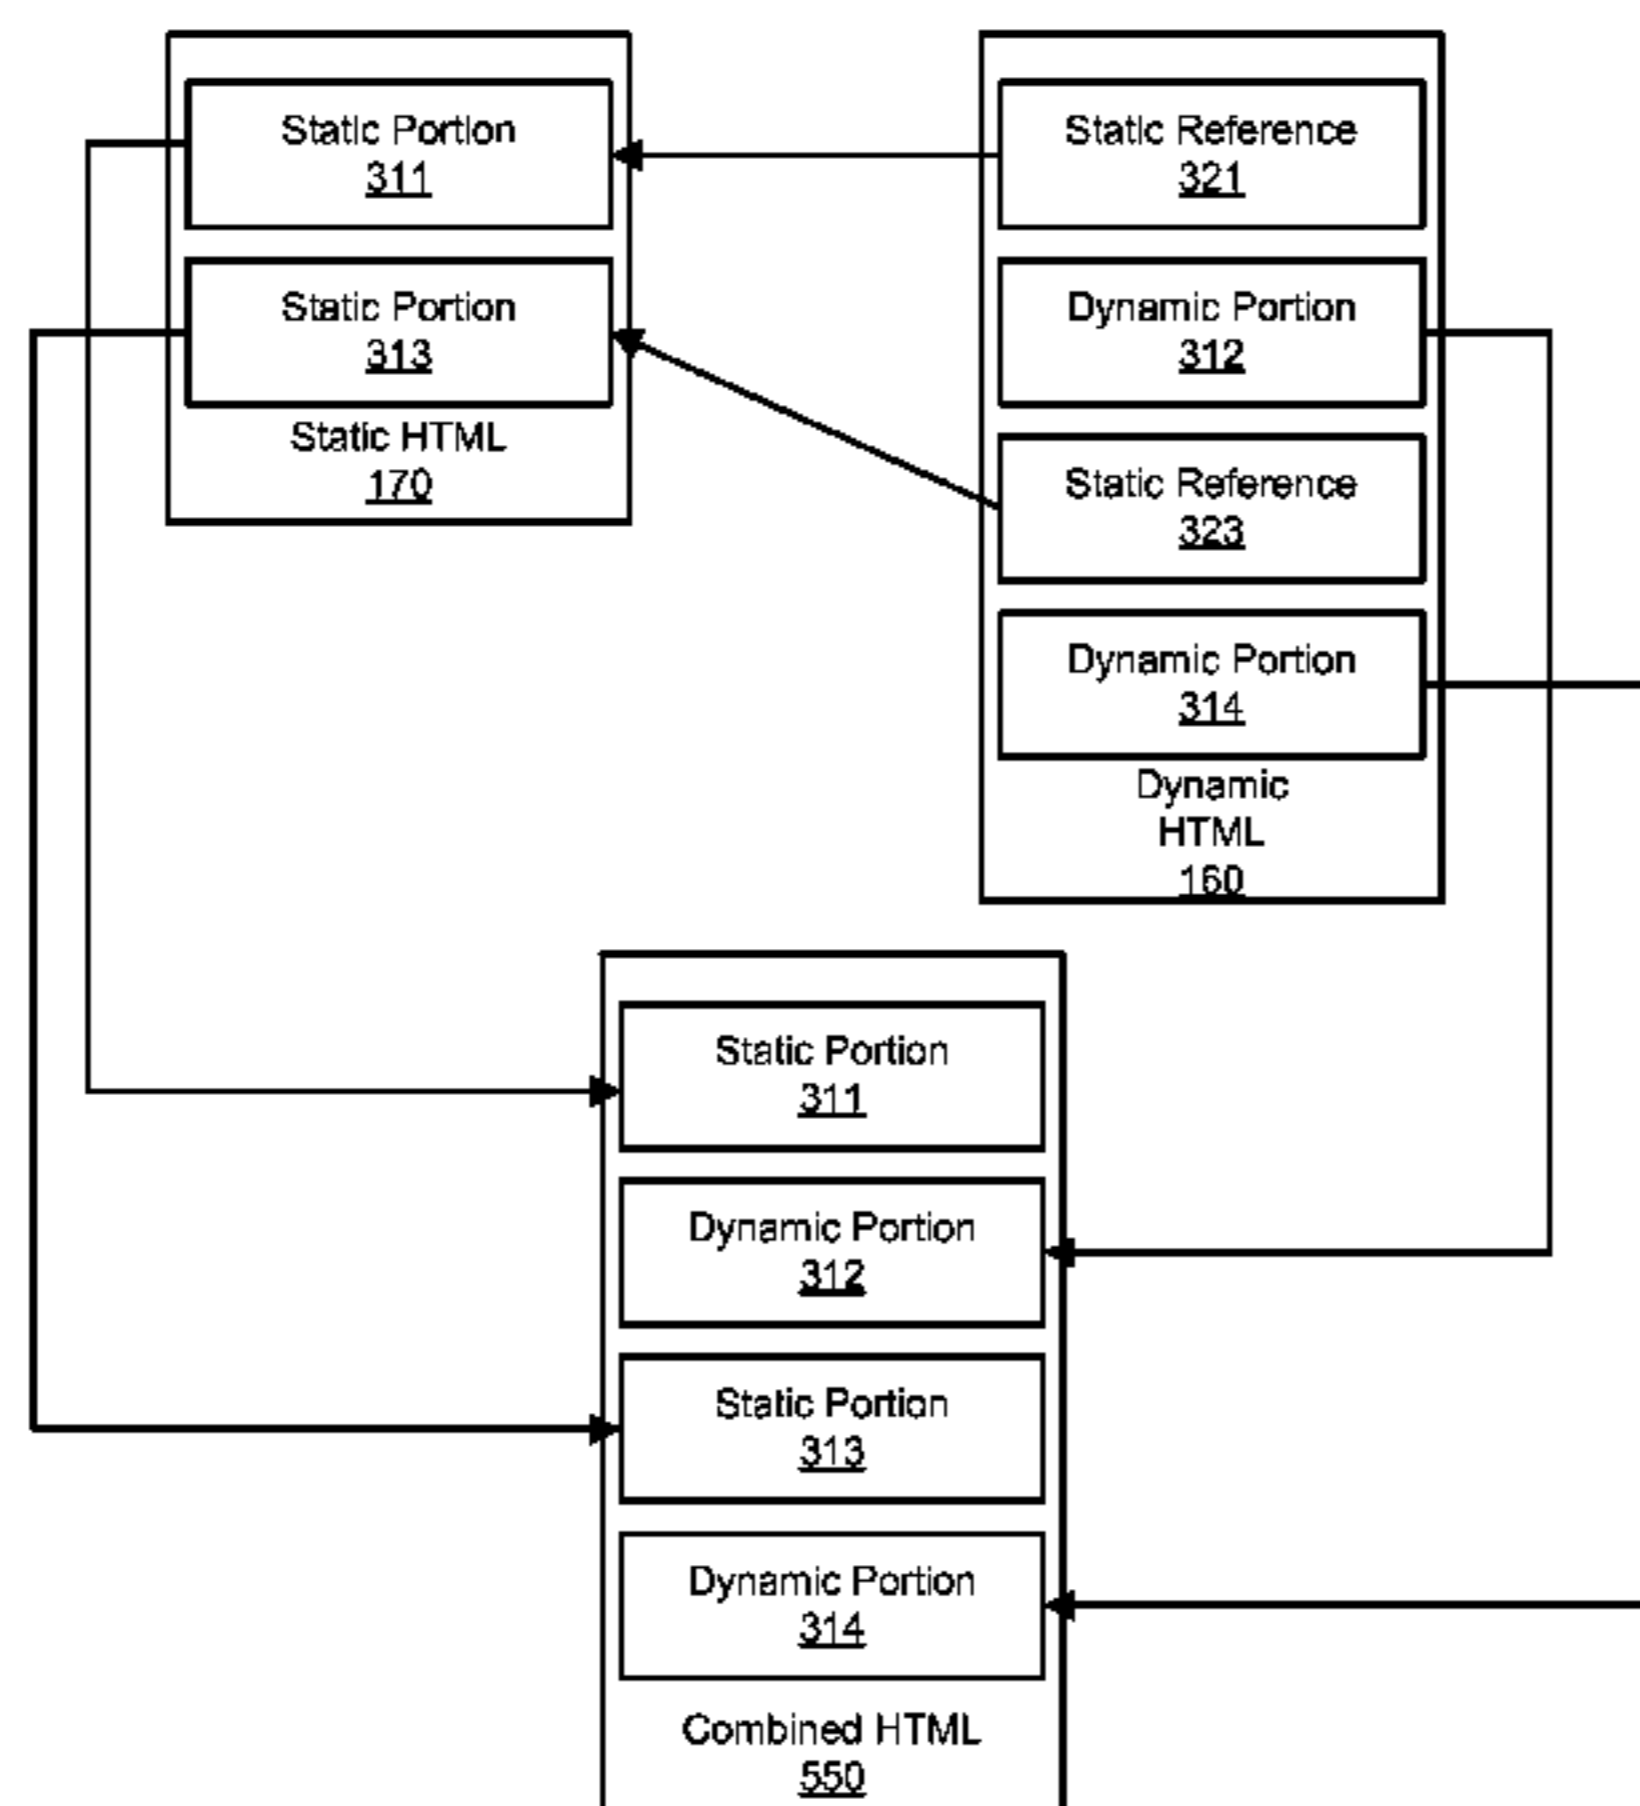 Static Portion
311
Static Portion
313
Static HTML
170
Static Reference
321
Dynamic Portion
312
Static Reference
323
Dynamic Portion
314
Dynamic
HTML
160
Static Portion
311
Dynamic Portion
312
Static Portion
313
Dynamic Portion
314
Combined HTML
550